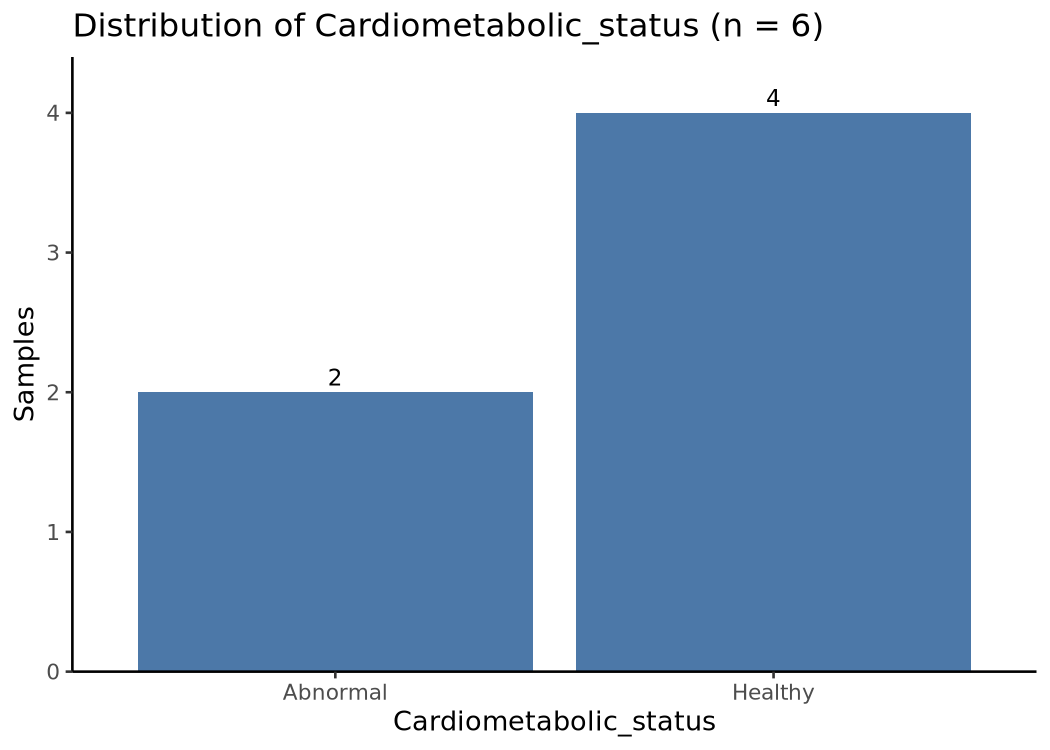 Distribution of Cardiometabolic_status (n = 6)
4
4
3
Samples
2
2
1
0
Abnormal Healthy
Cardiometabolic_status